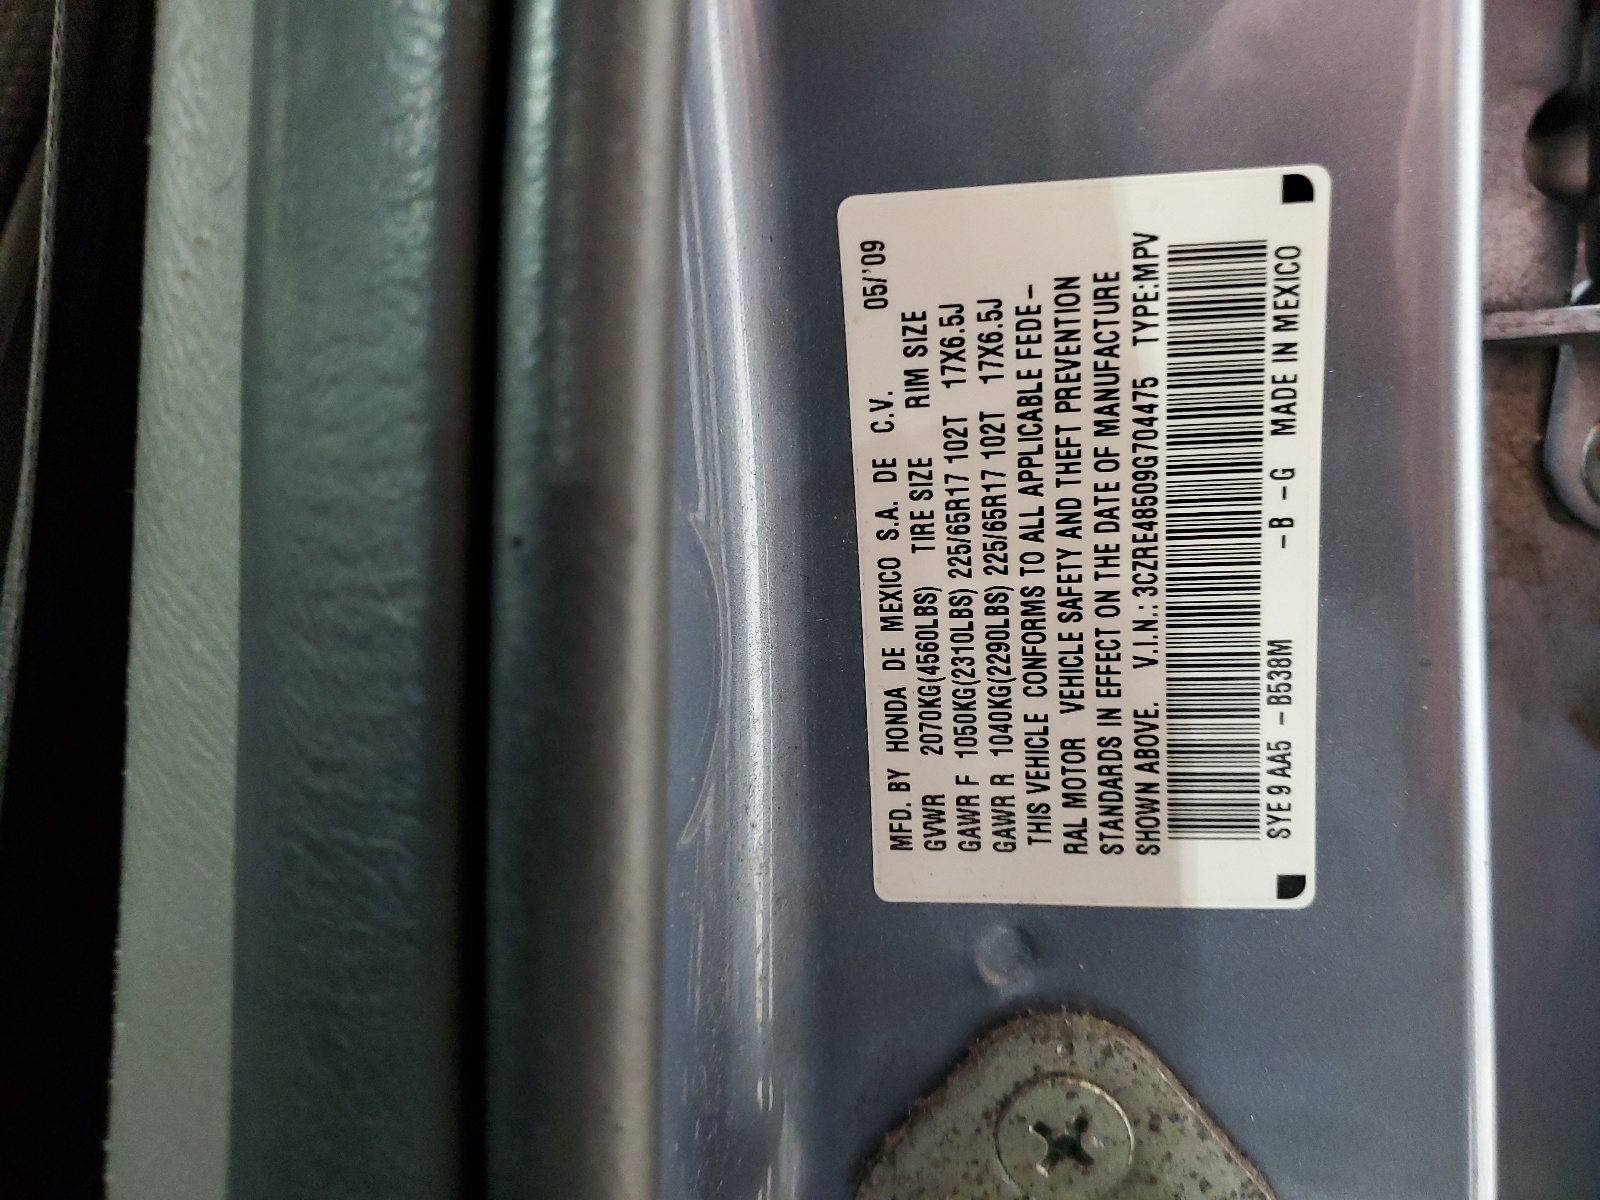 MFD. BY HONDA DE MEXICO S.A. DE C.V. 05/'09
GVWR 2070KG(4560LBS) TIRE SIZE RIM SIZE
GAWR F 1050KG(2310LBS) 225/65R17 102T 17X6.5J
GAWR R 1040KG(2290LBS) 225/65R17 102T 17X6.5J
THIS VEHICLE CONFORMS TO ALL APPLICABLE FEDE-
RAL MOTOR VEHICLE SAFETY AND THEFT PREVENTION
STANDARDS IN EFFECT ON THE DATE OF MANUFACTURE
SHOWN ABOVE. V.I.N.: 3CZRE48509G704475 TYPE:MPV
SYE9AA5 -B538M -B -G MADE IN MEXICO